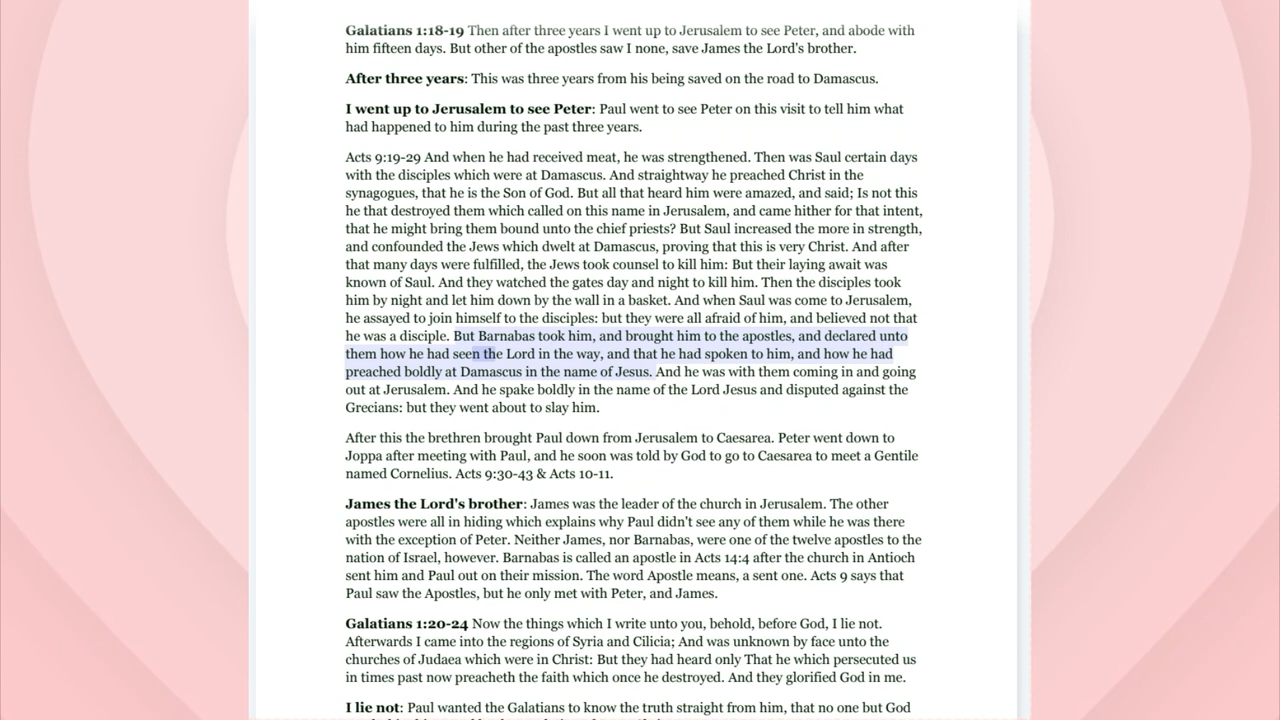 Galatians 1:18-19 Then after three years I went up to Jerusalem to see Peter, and abode with
him fifteen days. But other of the apostles saw I none, save James the Lord's brother.
After three years: This was three years from his being saved on the road to Damascus.
I went up to Jerusalem to see Peter: Paul went to see Peter on this visit to tell him what
had happened to him during the past three years.
Acts 9:19-29 And when he had received meat, he was strengthened. Then was Saul certain days
with the disciples which were at Damascus. And straightway he preached Christ in the
synagogues, that he is the Son of God. But all that heard him were amazed, and said; Is not this
he that destroyed them which called on this name in Jerusalem, and came hither for that intent,
that he might bring them bound unto the chief priests? But Saul increased the more in strength,
and confounded the Jews which dwelt at Damascus, proving that this is very Christ. And after
that many days were fulfilled, the Jews took counsel to kill him: But their laying await was
known of Saul. And they watched the gates day and night to kill him. Then the disciples took
him by night and let him down by the wall in a basket. And when Saul was come to Jerusalem,
he assayed to join himself to the disciples: but they were all afraid of him, and believed not that
he was a disciple. But Barnabas took him, and brought him to the apostles, and declared unto
them how he had seen the Lord in the way, and that he had spoken to him, and how he had
preached boldly at Damascus in the name of Jesus. And he was with them coming in and going
out at Jerusalem. And he spake boldly in the name of the Lord Jesus and disputed against the
Grecians: but they went about to slay him.
After this the brethren brought Paul down from Jerusalem to Caesarea. Peter went down to
Joppa after meeting with Paul, and he soon was told by God to go to Caesarea to meet a Gentile
named Cornelius. Acts 9:30-43 & Acts 10-11.
James the Lord's brother: James was the leader of the church in Jerusalem. The other
apostles were all in hiding which explains why Paul didn't see any of them while he was there
with the exception of Peter. Neither James, nor Barnabas, were one of the twelve apostles to the
nation of Israel, however. Barnabas is called an apostle in Acts 14:4 after the church in Antioch
sent him and Paul out on their mission. The word Apostle means, a sent one. Acts 9 says that
Paul saw the Apostles, but he only met with Peter, and James.
Galatians 1:20-24 Now the things which I write unto you, behold, before God, I lie not.
Afterwards I came into the regions of Syria and Cilicia; And was unknown by face unto the
churches of Judaea which were in Christ: But they had heard only That he which persecuted us
in times past now preacheth the faith which once he destroyed. And they glorified God in me.
I lie not: Paul wanted the Galatians to know the truth straight from him, that no one but God